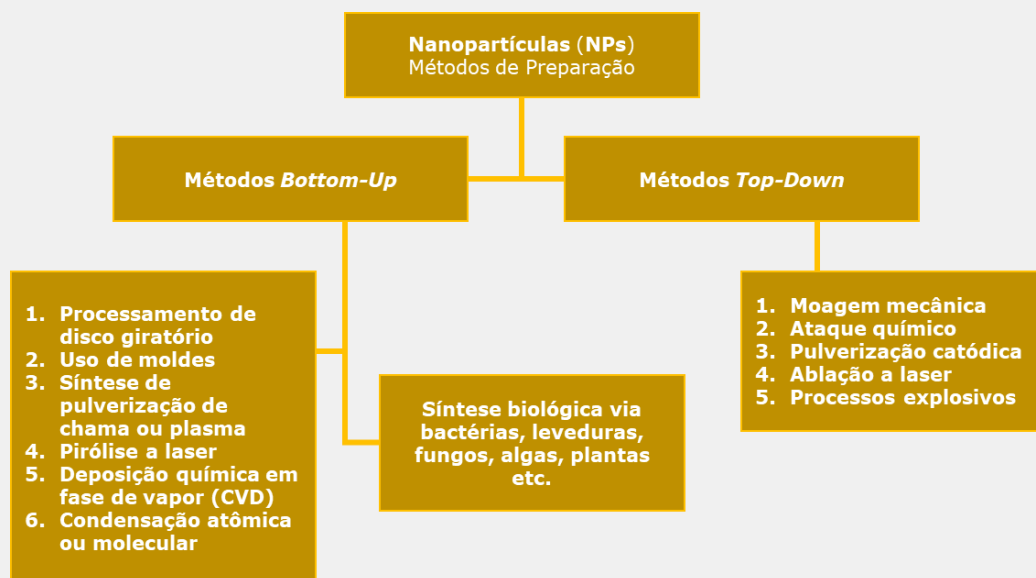 Nanopartículas (NPs)
Métodos de Preparação
Métodos Bottom-Up
Métodos Top-Down
1. Processamento de
disco giratório
2. Uso de moldes
3. Síntese de
pulverização de
chama ou plasma
4. Pirólise a laser
5. Deposição química em
fase de vapor (CVD)
6. Condensação atômica
ou molecular
Síntese biológica via
bactérias, leveduras,
fungos, algas, plantas
etc.
1. Moagem mecânica
2. Ataque químico
3. Pulverização catódica
4. Ablação a laser
5. Processos explosivos